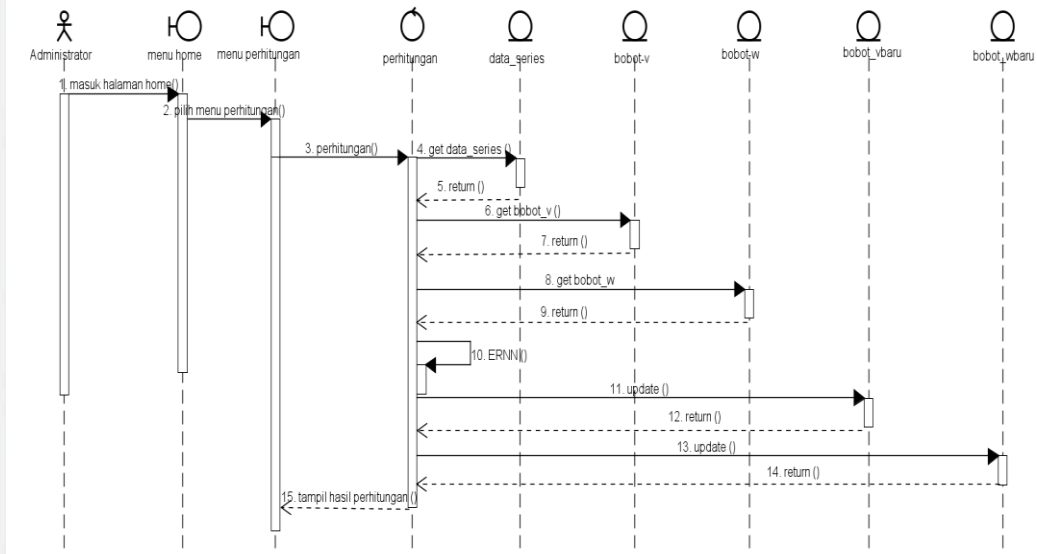 Administrator
menu home
menu perhitungan
perhitungan
data_series
bobot-v
bobot-w
bobot_vbaru
bobot_wbaru
1. masuk halaman home()
2. pilih menu perhitungan()
3. perhitungan()
4. get data_series ()
5. return ()
6. get bobot_v ()
7. return ()
8. get bobot_w
9. return ()
10. ERNN()
11. update ()
12. return ()
13. update ()
14. return ()
15. tampil hasil perhitungan ()